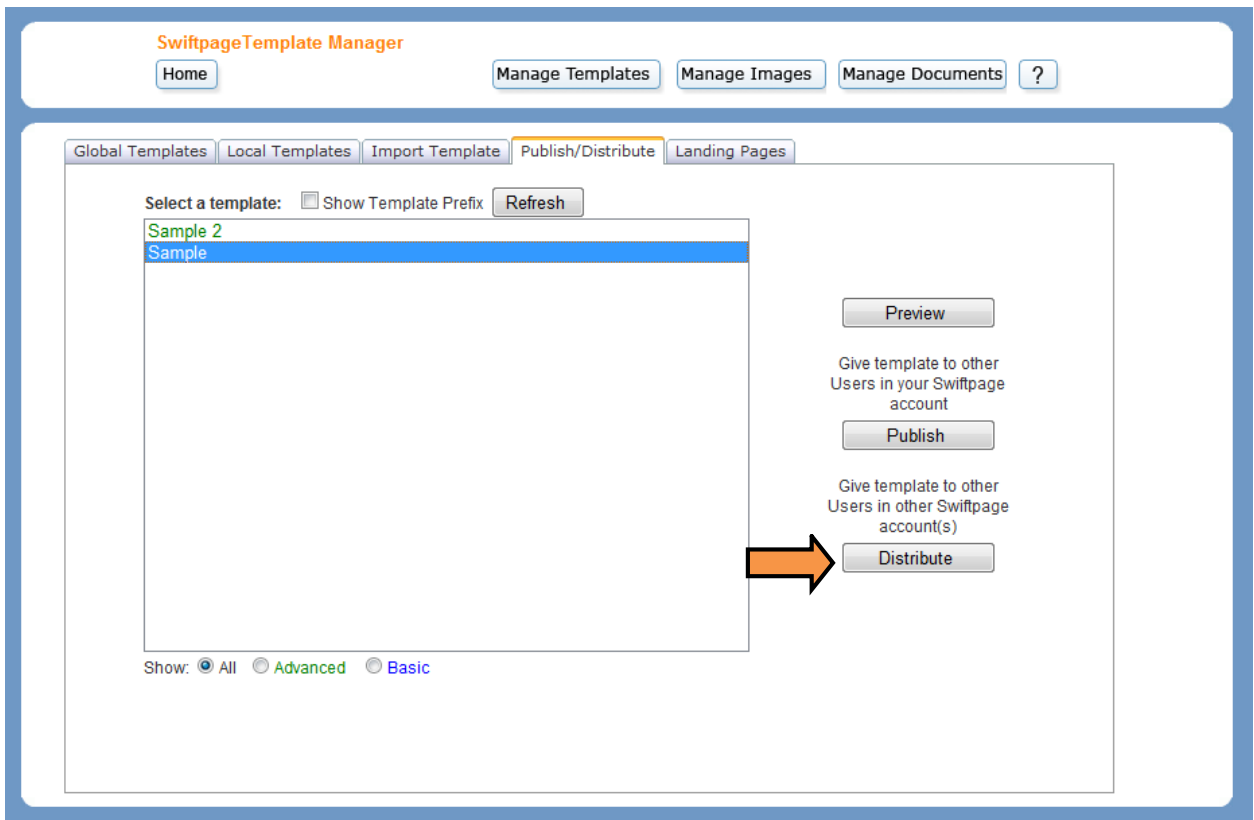 SwiftpageTemplate Manager
Home
Manage Templates
Manage Images
Manage Documents
?
Global Templates
Local Templates
Import Template
Publish/Distribute
Landing Pages
Select a template:
Show Template Prefix
Refresh
Sample 2
Sample
Preview
Give template to other
Users in your Swiftpage
account
Publish
Give template to other
Users in other Swiftpage
account(s)
Distribute
Show:
All
Advanced
Basic